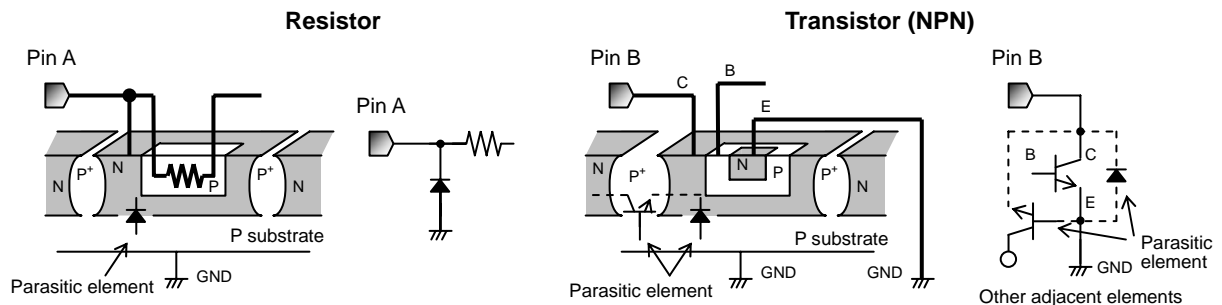 Resistor
Transistor (NPN)
Pin A
Pin A
N
P+
N
P
P+
N
P substrate
Parasitic element
GND
Pin B
C
B
E
N
P+
N
P
P+
N
P substrate
Parasitic element
GND
GND
Pin B
B
C
E
GND
Parasitic
element
Other adjacent elements